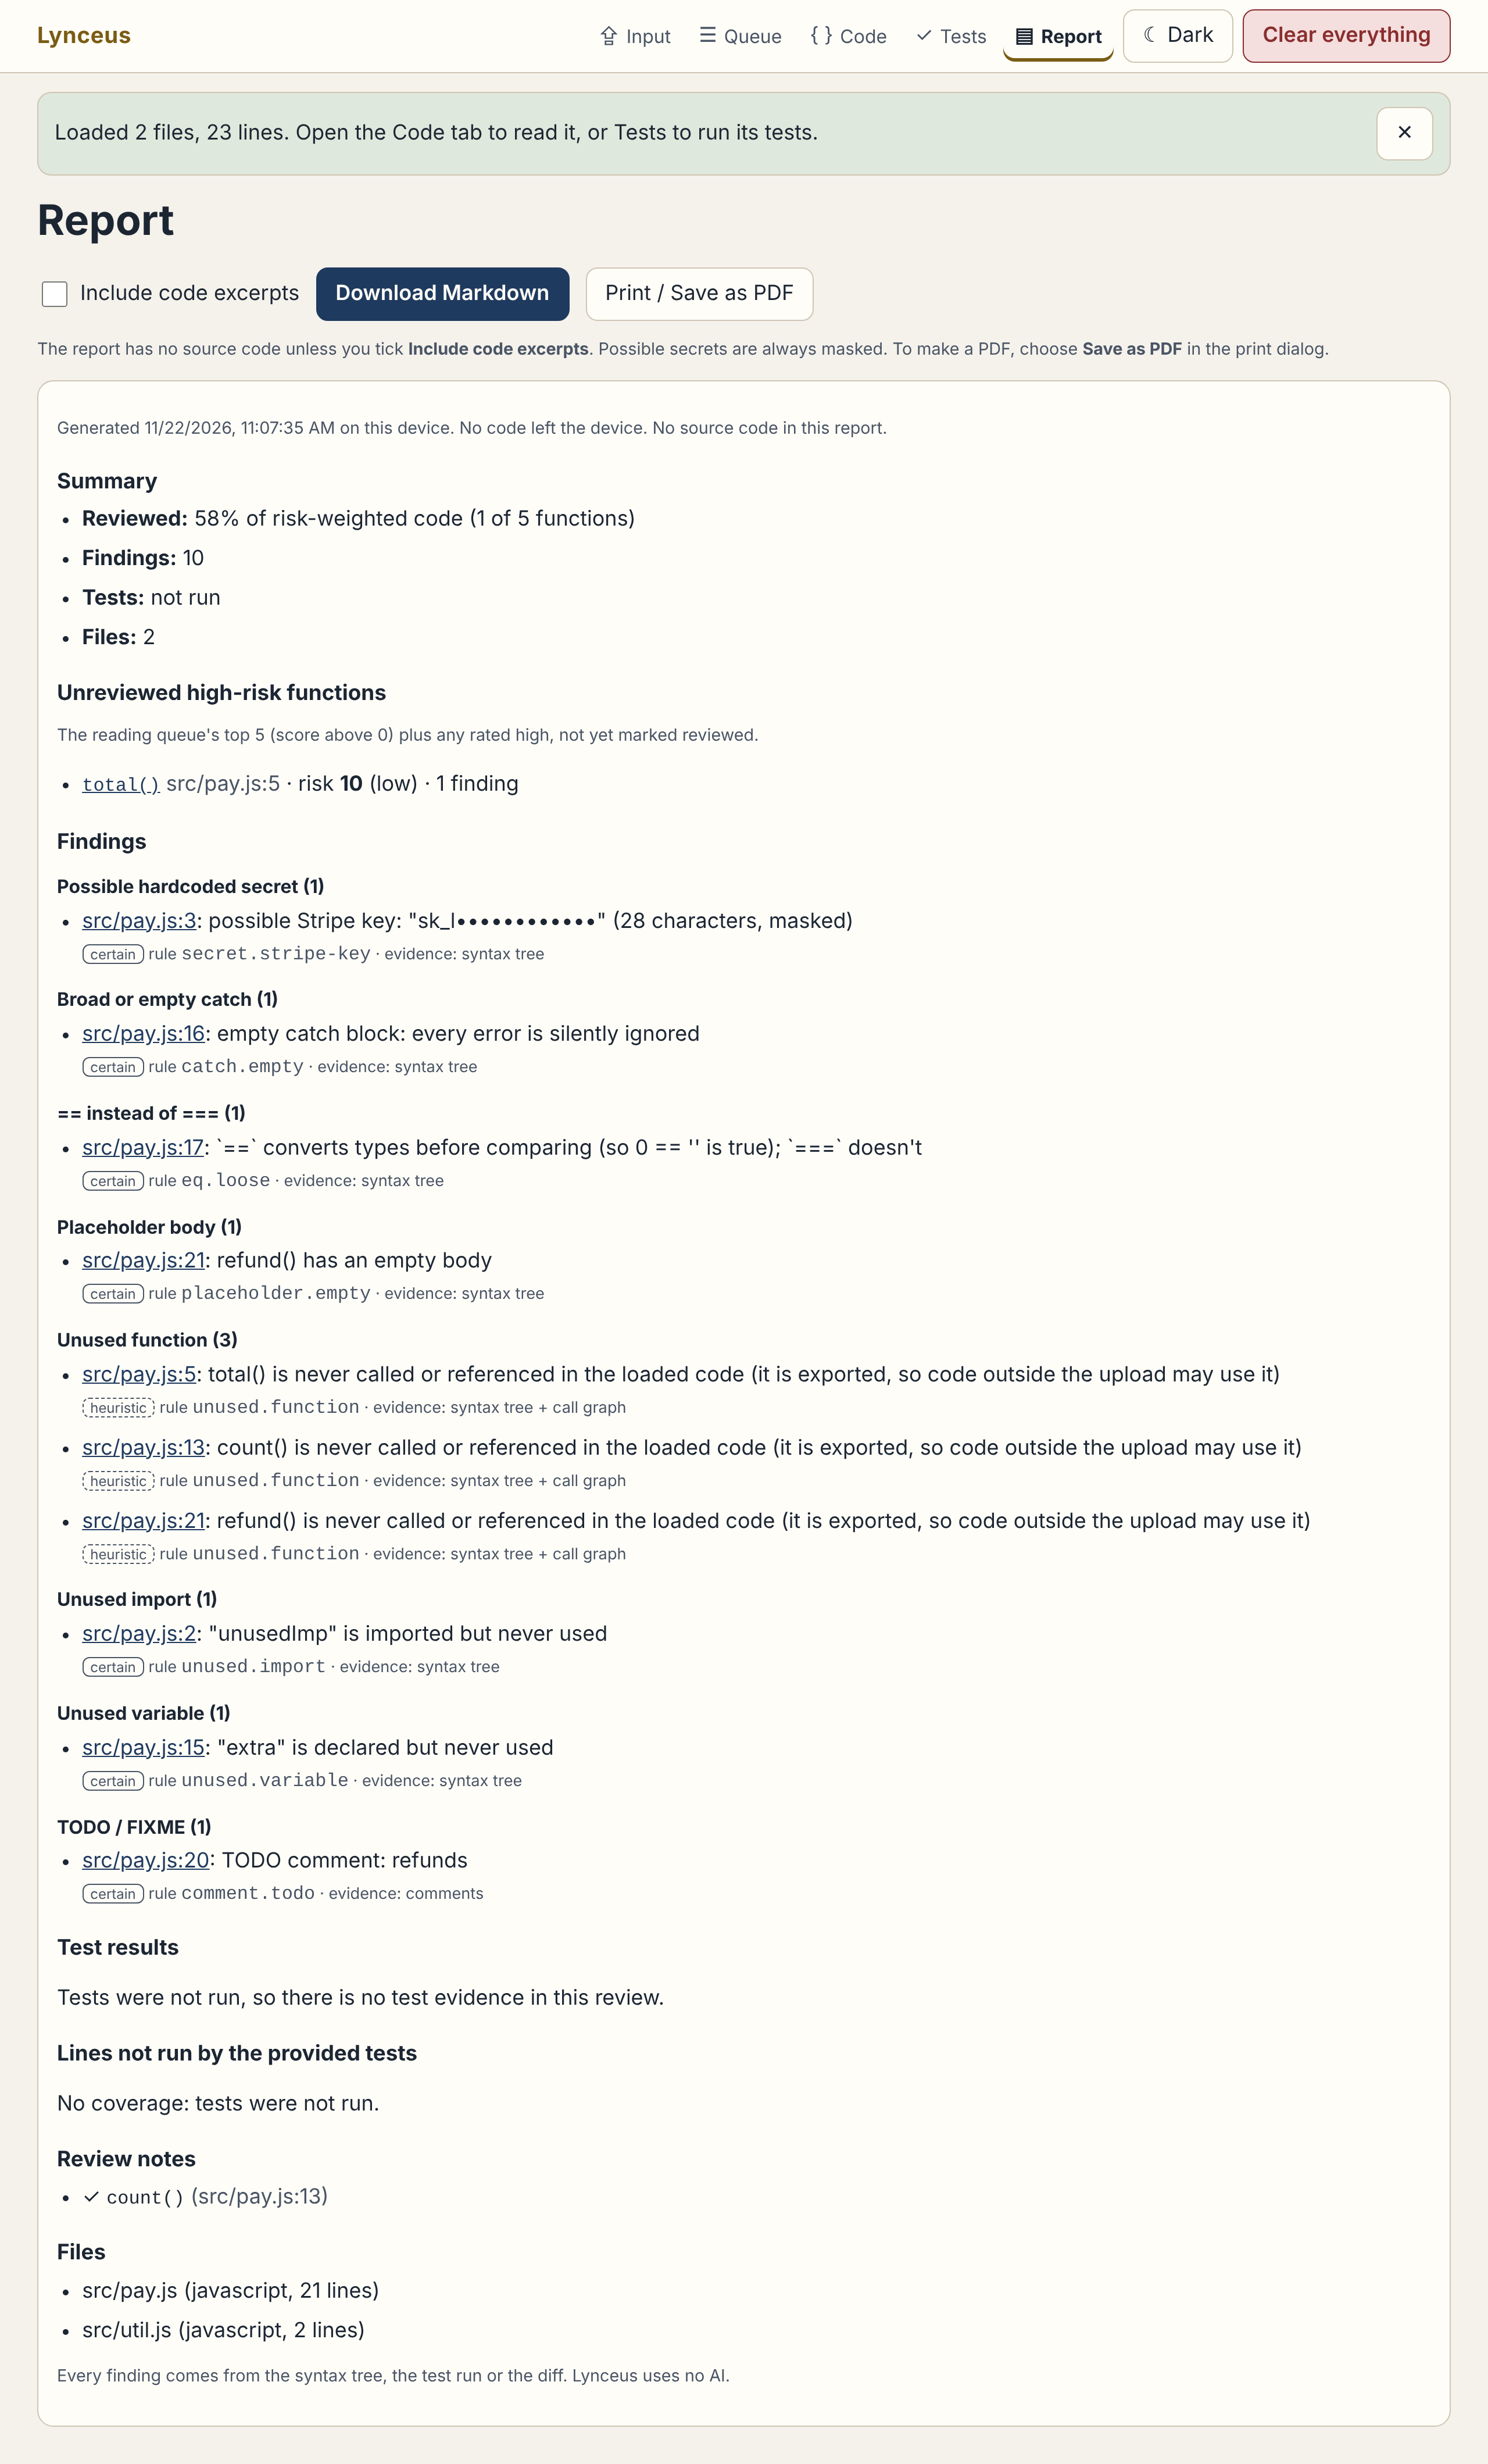 Lynceus
Input
Queue
{ } Code
✓ Tests
Report
☾ Dark
Clear everything
Loaded 2 files, 23 lines. Open the Code tab to read it, or Tests to run its tests.
✕
Report
Include code excerpts
Download Markdown
Print / Save as PDF
The report has no source code unless you tick Include code excerpts. Possible secrets are always masked. To make a PDF, choose Save as PDF in the print dialog.
Generated 11/22/2026, 11:07:35 AM on this device. No code left the device. No source code in this report.
Summary
• Reviewed: 58% of risk-weighted code (1 of 5 functions)
• Findings: 10
• Tests: not run
• Files: 2
Unreviewed high-risk functions
The reading queue's top 5 (score above 0) plus any rated high, not yet marked reviewed.
• total() src/pay.js:5 · risk 10 (low) · 1 finding
Findings
Possible hardcoded secret (1)
• src/pay.js:3: possible Stripe key: "sk_l••••••••••••" (28 characters, masked)
certain rule secret.stripe-key · evidence: syntax tree
Broad or empty catch (1)
• src/pay.js:16: empty catch block: every error is silently ignored
certain rule catch.empty · evidence: syntax tree
== instead of === (1)
• src/pay.js:17: `==` converts types before comparing (so 0 == '' is true); `===` doesn't
certain rule eq.loose · evidence: syntax tree
Placeholder body (1)
• src/pay.js:21: refund() has an empty body
certain rule placeholder.empty · evidence: syntax tree
Unused function (3)
• src/pay.js:5: total() is never called or referenced in the loaded code (it is exported, so code outside the upload may use it)
heuristic rule unused.function · evidence: syntax tree + call graph
• src/pay.js:13: count() is never called or referenced in the loaded code (it is exported, so code outside the upload may use it)
heuristic rule unused.function · evidence: syntax tree + call graph
• src/pay.js:21: refund() is never called or referenced in the loaded code (it is exported, so code outside the upload may use it)
heuristic rule unused.function · evidence: syntax tree + call graph
Unused import (1)
• src/pay.js:2: "unusedImp" is imported but never used
certain rule unused.import · evidence: syntax tree
Unused variable (1)
• src/pay.js:15: "extra" is declared but never used
certain rule unused.variable · evidence: syntax tree
TODO / FIXME (1)
• src/pay.js:20: TODO comment: refunds
certain rule comment.todo · evidence: comments
Test results
Tests were not run, so there is no test evidence in this review.
Lines not run by the provided tests
No coverage: tests were not run.
Review notes
• ✓ count() (src/pay.js:13)
Files
• src/pay.js (javascript, 21 lines)
• src/util.js (javascript, 2 lines)
Every finding comes from the syntax tree, the test run or the diff. Lynceus uses no AI.